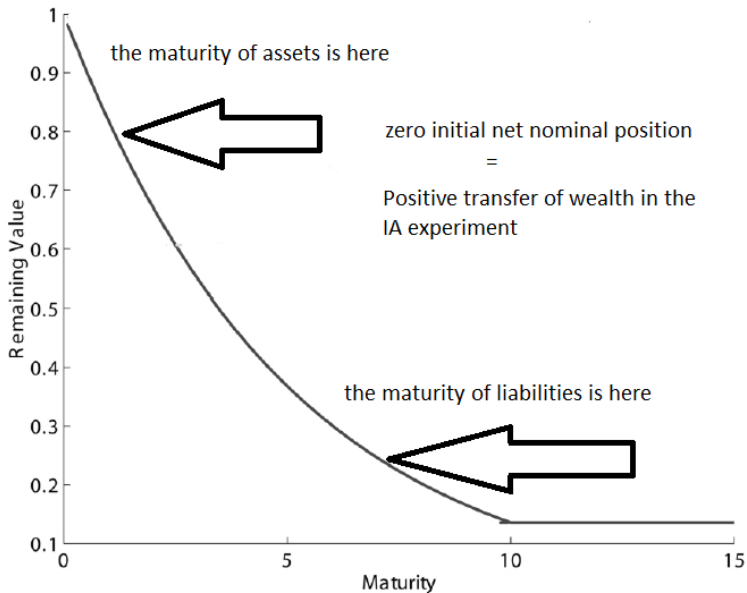 1
the maturity of assets is here
0.9
0.8
zero initial net nominal position
=
0.7
Positive transfer of wealth in the
IA experiment
0.6
Remaining Value
0.5
0.4
the maturity of liabilities is here
0.3
0.2
0.1
0
5
10
15
Maturity